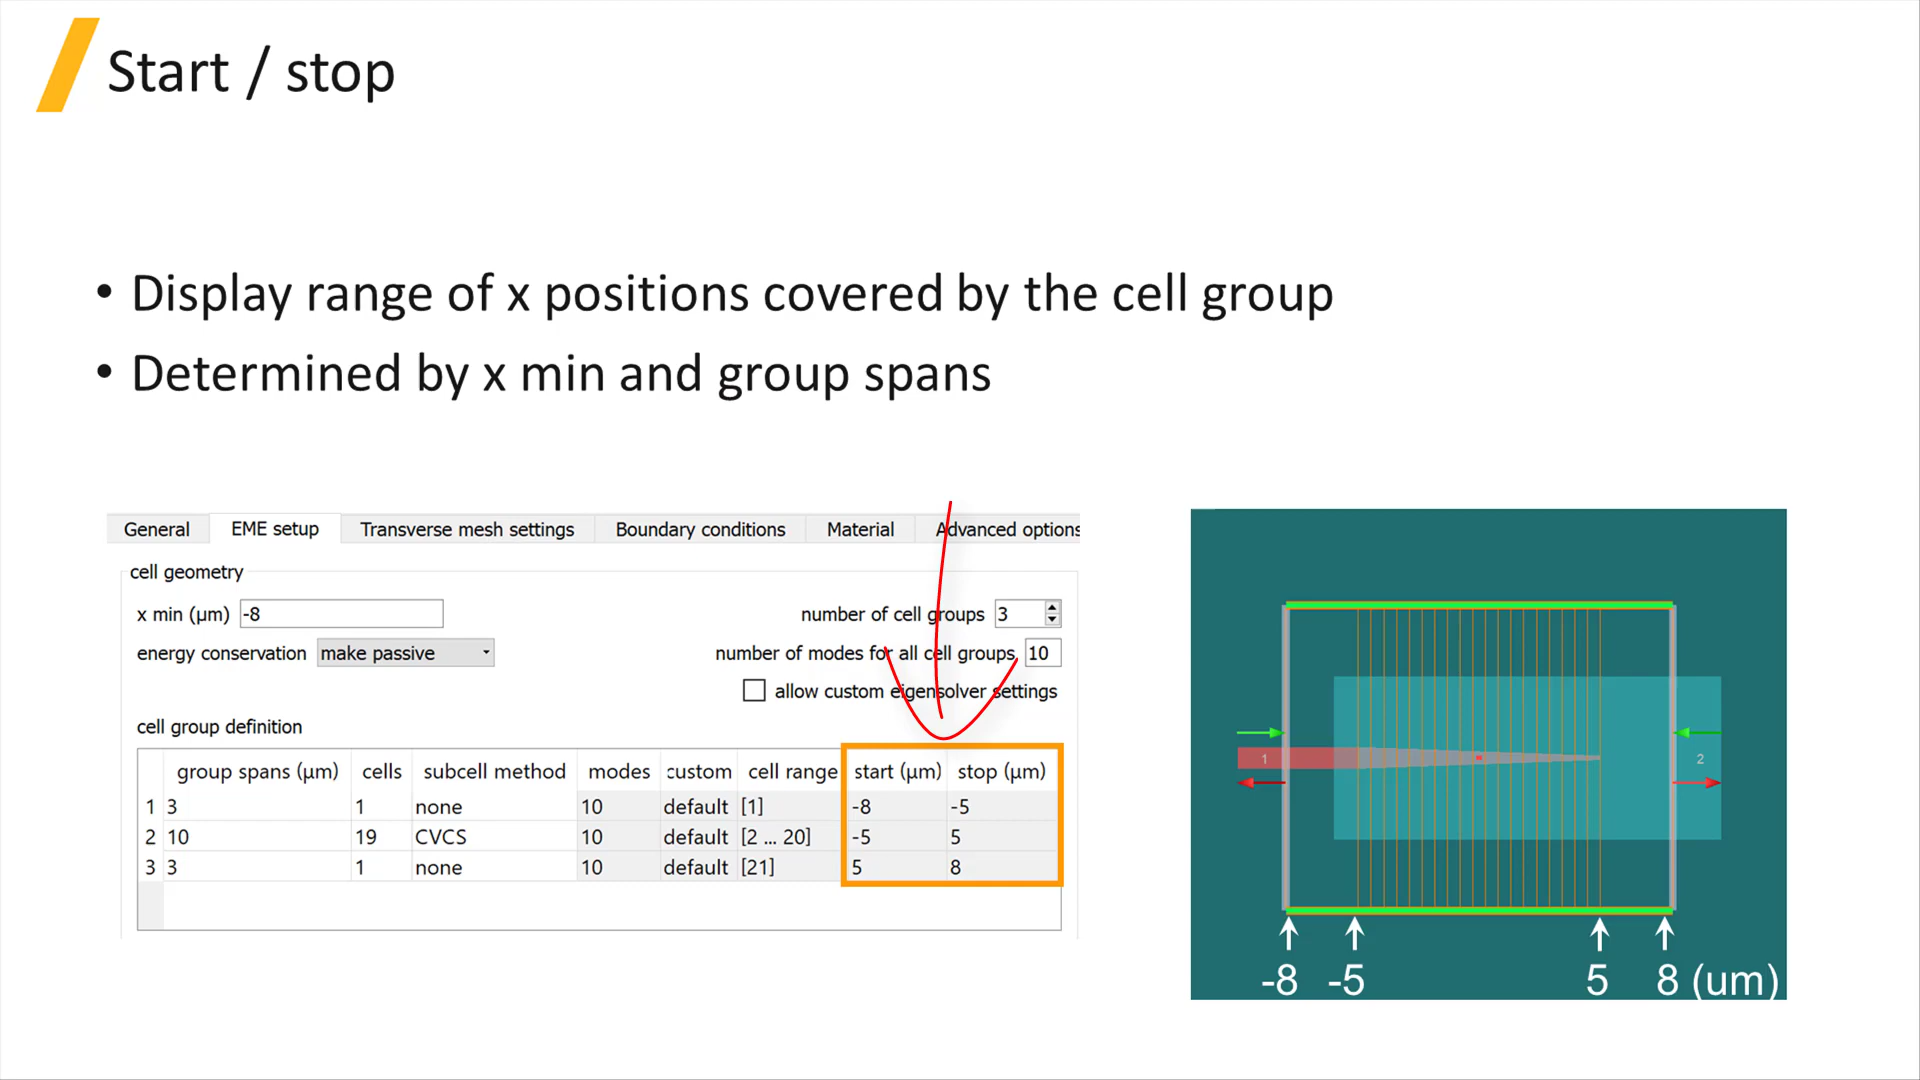 Start / stop
• Display range of x positions covered by the cell group
• Determined by x min and group spans
General EME setup Transverse mesh settings Boundary conditions Material Advanced options
cell geometry
x min (µm) -8 number of cell groups 3
energy conservation make passive number of modes for all cell groups 10
allow custom eigensolver settings
cell group definition
group spans (µm) cells subcell method modes custom cell range start (µm) stop (µm)
1 3 1 none 10 default [1] -8 -5
2 10 19 CVCS 10 default [2 ... 20] -5 5
3 3 1 none 10 default [21] 5 8
1 2
-8 -5 5 8 (um)